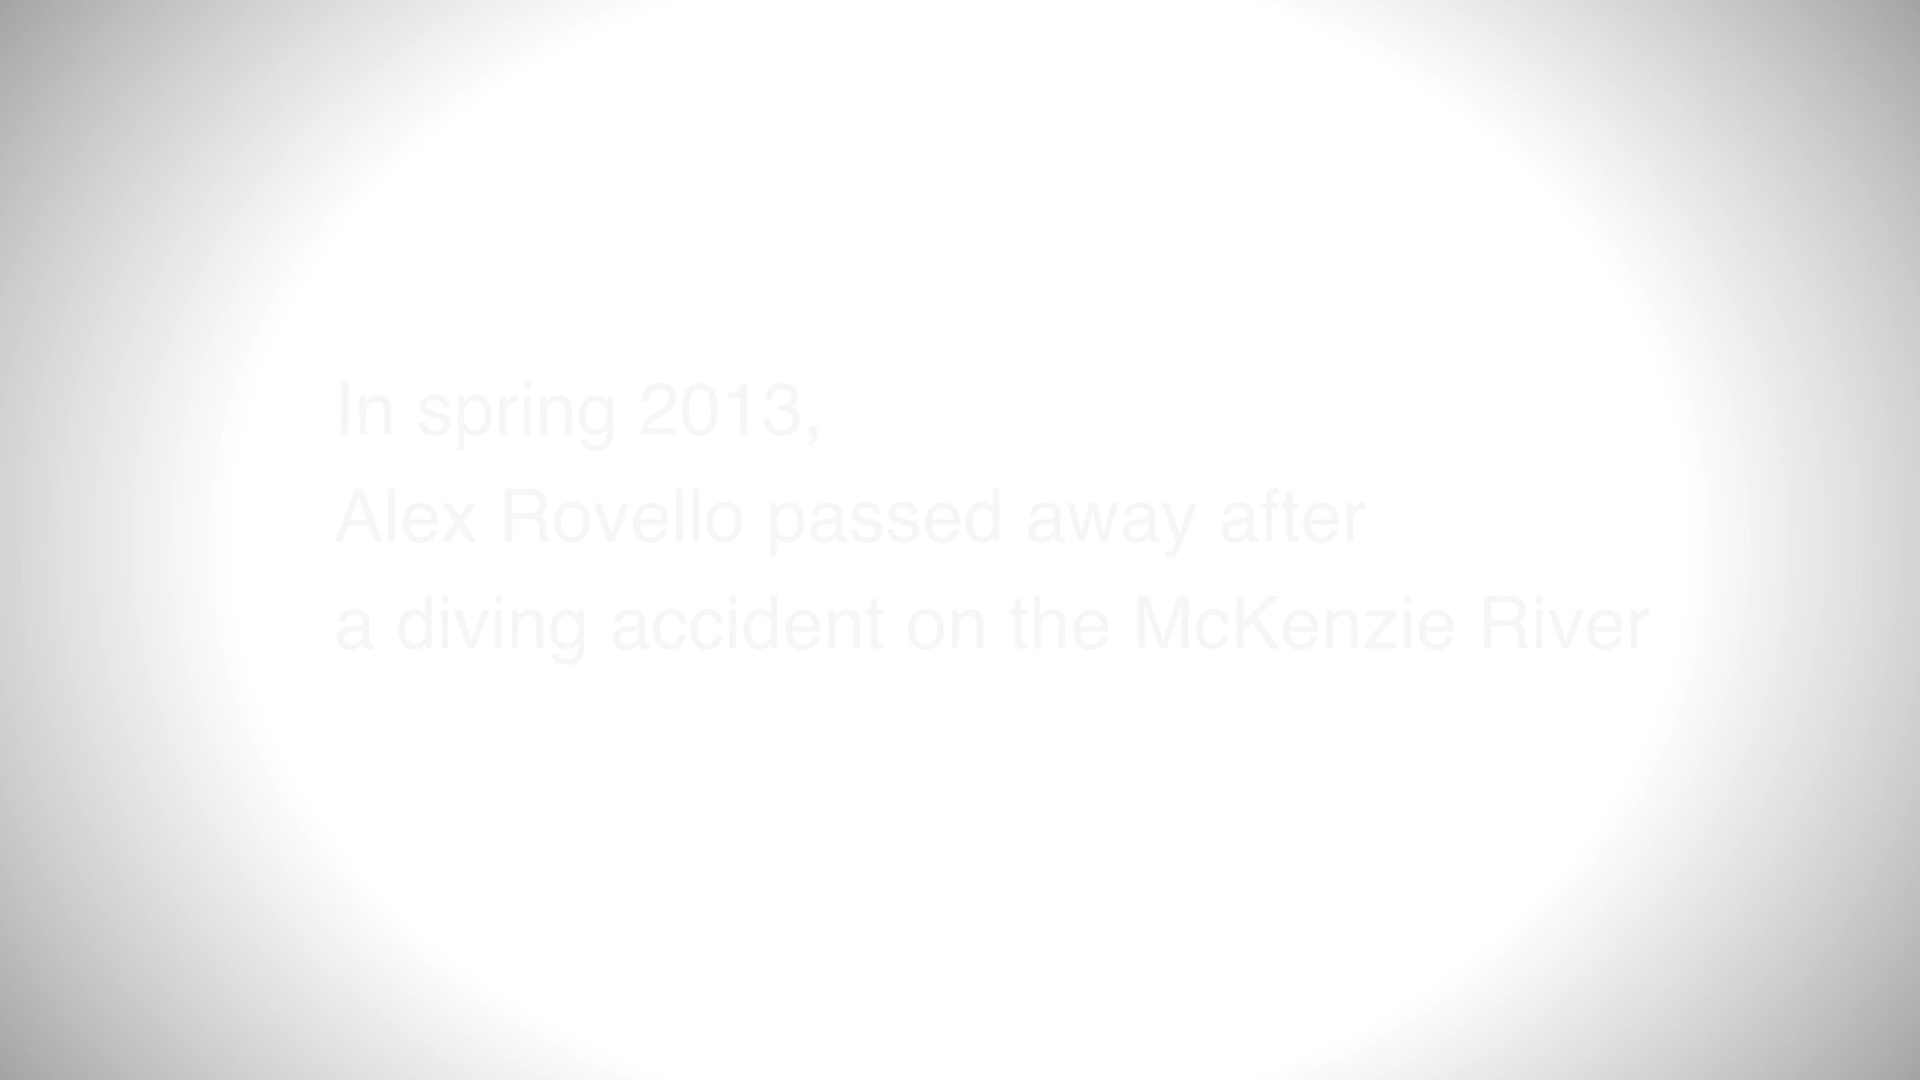 In spring 2013,
Alex Rovello passed away after
a diving accident on the McKenzie River